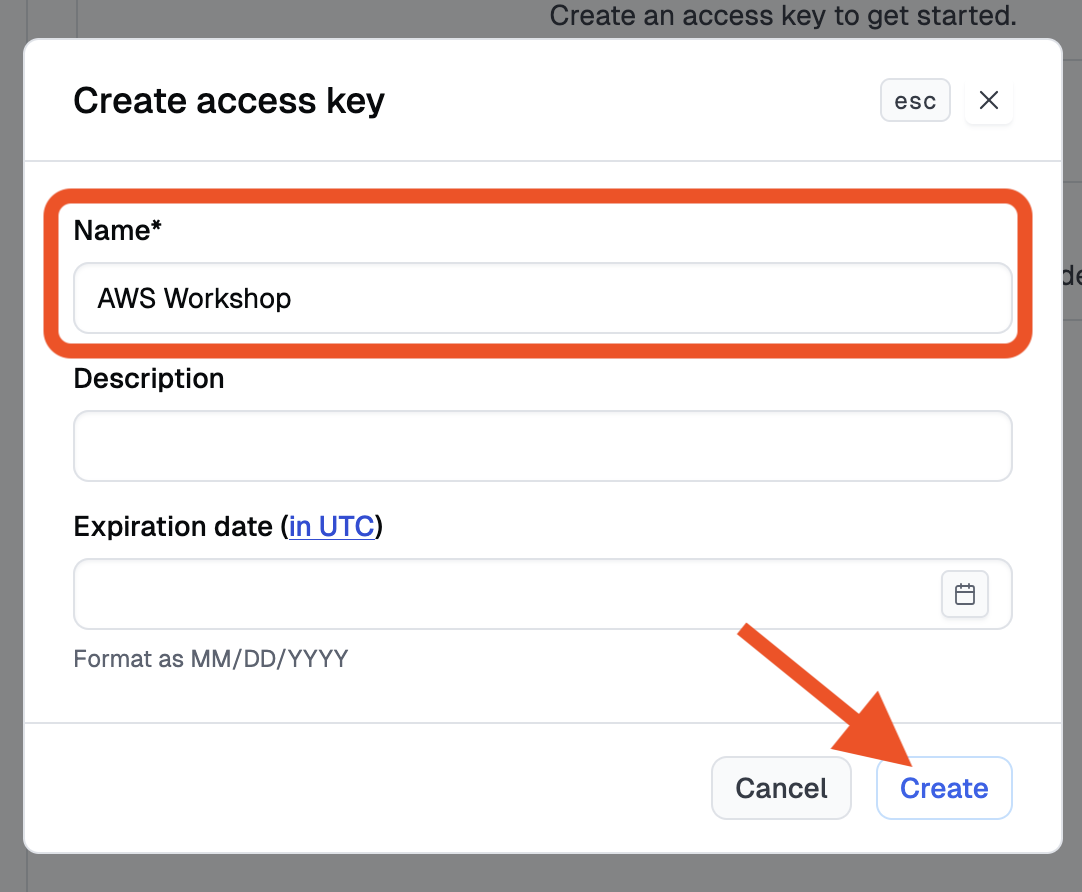 Create an access key to get started.
Create access key
esc
Name*
AWS Workshop
Description
Expiration date (in UTC)
Format as MM/DD/YYYY
Cancel
Create